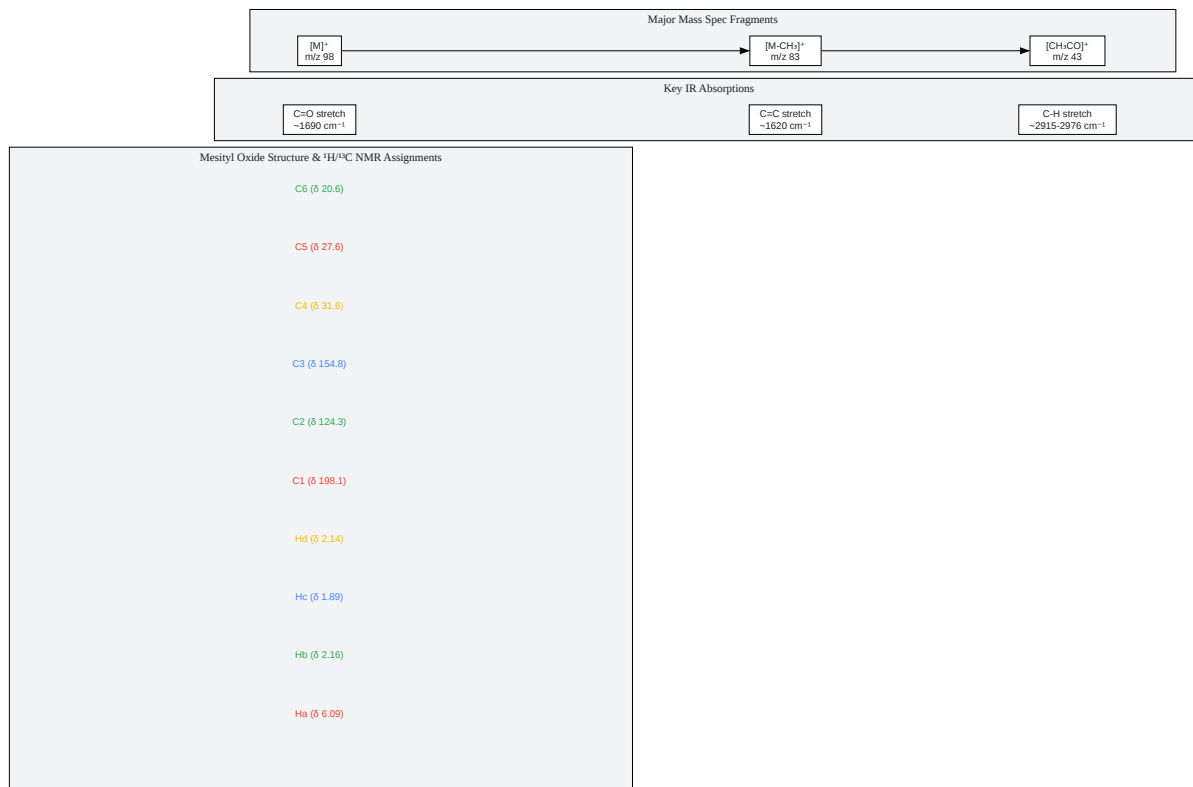 Major Mass Spec Fragments
[M]⁺
m/z 98
[M-CH₃]⁺
m/z 83
[CH₃CO]⁺
m/z 43
Key IR Absorptions
C=O stretch
~1690 cm⁻¹
C=C stretch
~1620 cm⁻¹
C-H stretch
~2915-2976 cm⁻¹
Mesityl Oxide Structure & ¹H/¹³C NMR Assignments
C6 (δ 20.6)
C5 (δ 27.6)
C4 (δ 31.6)
C3 (δ 154.8)
C2 (δ 124.3)
C1 (δ 198.1)
Hd (δ 2.14)
Hc (δ 1.89)
Hb (δ 2.16)
Ha (δ 6.09)